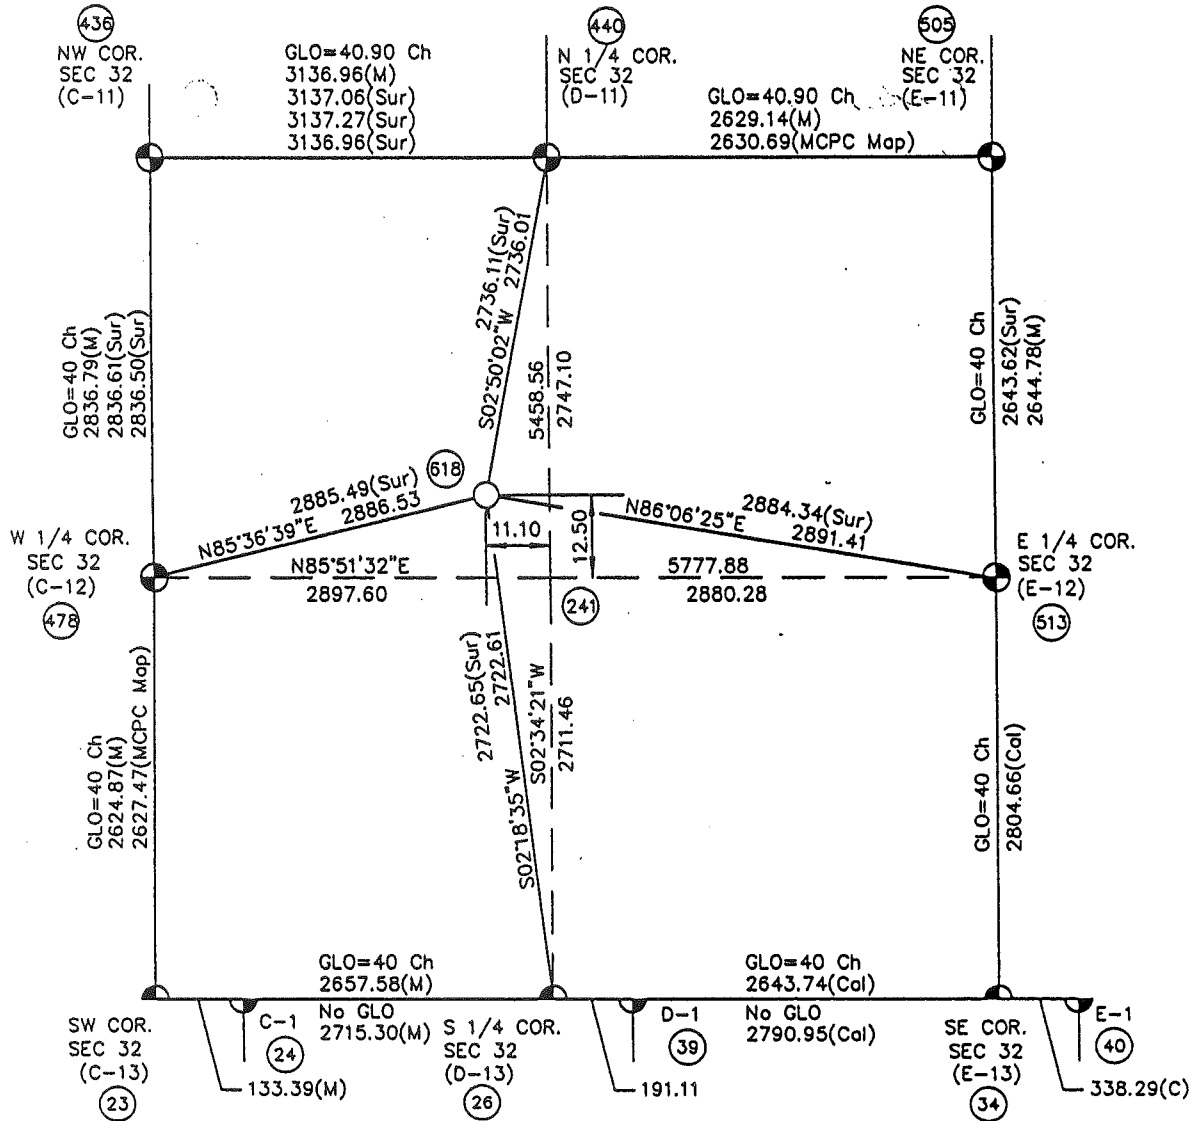 436
NW COR.
SEC 32
(C-11)
GLO=40.90 Ch
3136.96(M)
3137.06(Sur)
3137.27(Sur)
3136.96(Sur)
440
N 1/4 COR.
SEC 32
(D-11)
GLO=40.90 Ch
2629.14(M)
2630.69(MCPC Map)
505
NE COR.
SEC 32
(E-11)
GLO=40 Ch
2836.79(M)
2836.61(Sur)
2836.50(Sur)
2736.11(Sur)
2736.01
S02°50'02"W
5458.56
2747.10
GLO=40 Ch
2643.62(Sur)
2644.78(M)
618
2885.49(Sur)
2886.53
N85°36'39"E
11.10
12.50
2884.34(Sur)
2891.41
N86°06'25"E
W 1/4 COR.
SEC 32
(C-12)
478
N85°51'32"E
2897.60
241
5777.88
2880.28
E 1/4 COR.
SEC 32
(E-12)
513
GLO=40 Ch
2624.87(M)
2627.47(MCPC Map)
2722.65(Sur)
2722.61
S02°18'35"W
S02°34'21"W
2711.46
GLO=40 Ch
2804.66(Cal)
GLO=40 Ch
2657.58(M)
No GLO
2715.30(M)
GLO=40 Ch
2643.74(Cal)
No GLO
2790.95(Cal)
SW COR.
SEC 32
(C-13)
23
C-1
24
133.39(M)
S 1/4 COR.
SEC 32
(D-13)
26
D-1
39
191.11
SE COR.
SEC 32
(E-13)
34
E-1
40
338.29(C)